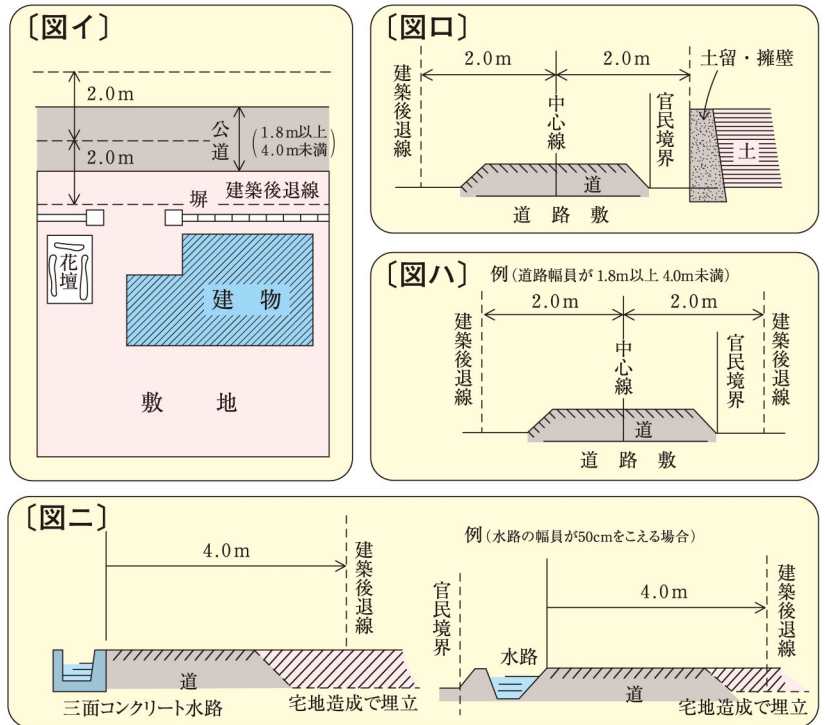 〔図イ〕
2.0m
公道
(1.8m以上
4.0m未満)
2.0m
塀
建築後退線
花壇
建物
敷地
〔図ロ〕
土留・擁壁
2.0m
2.0m
建築後退線
中心線
官民境界
道
土
道路敷
〔図ハ〕
例(道路幅員が1.8m以上4.0m未満)
2.0m
2.0m
建築後退線
中心線
官民境界
建築後退線
道
道路敷
〔図ニ〕
4.0m
建築後退線
道
三面コンクリート水路
宅地造成で埋立
例(水路の幅員が50cmをこえる場合)
官民境界
4.0m
建築後退線
水路
道
宅地造成で埋立